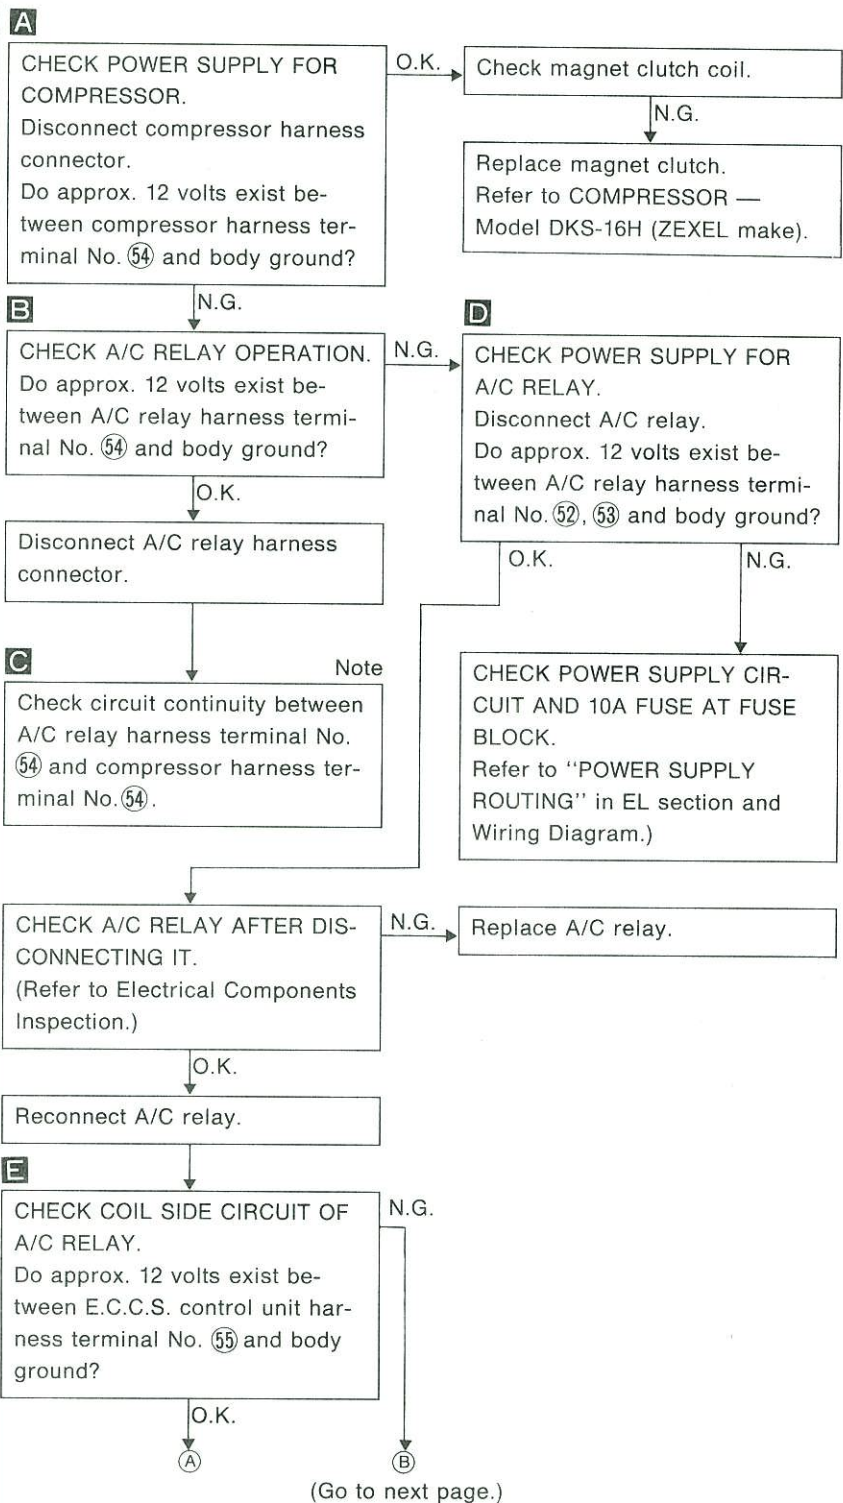 A
CHECK POWER SUPPLY FOR
COMPRESSOR.
Disconnect compressor harness
connector.
Do approx. 12 volts exist be-
tween compressor harness ter-
minal No. 54 and body ground?
O.K.
Check magnet clutch coil.
N.G.
Replace magnet clutch.
Refer to COMPRESSOR —
Model DKS-16H (ZEXEL make).
N.G.
B
CHECK A/C RELAY OPERATION.
Do approx. 12 volts exist be-
tween A/C relay harness termi-
nal No. 54 and body ground?
N.G.
D
CHECK POWER SUPPLY FOR
A/C RELAY.
Disconnect A/C relay.
Do approx. 12 volts exist be-
tween A/C relay harness termi-
nal No. 52, 53 and body ground?
O.K.
Disconnect A/C relay harness
connector.
O.K.
N.G.
C
Note
Check circuit continuity between
A/C relay harness terminal No.
54 and compressor harness ter-
minal No. 54.
CHECK POWER SUPPLY CIR-
CUIT AND 10A FUSE AT FUSE
BLOCK.
Refer to "POWER SUPPLY
ROUTING" in EL section and
Wiring Diagram.)
CHECK A/C RELAY AFTER DIS-
CONNECTING IT.
(Refer to Electrical Components
Inspection.)
N.G.
Replace A/C relay.
O.K.
Reconnect A/C relay.
E
CHECK COIL SIDE CIRCUIT OF
A/C RELAY.
Do approx. 12 volts exist be-
tween E.C.C.S. control unit har-
ness terminal No. 55 and body
ground?
N.G.
O.K.
A
B
(Go to next page.)